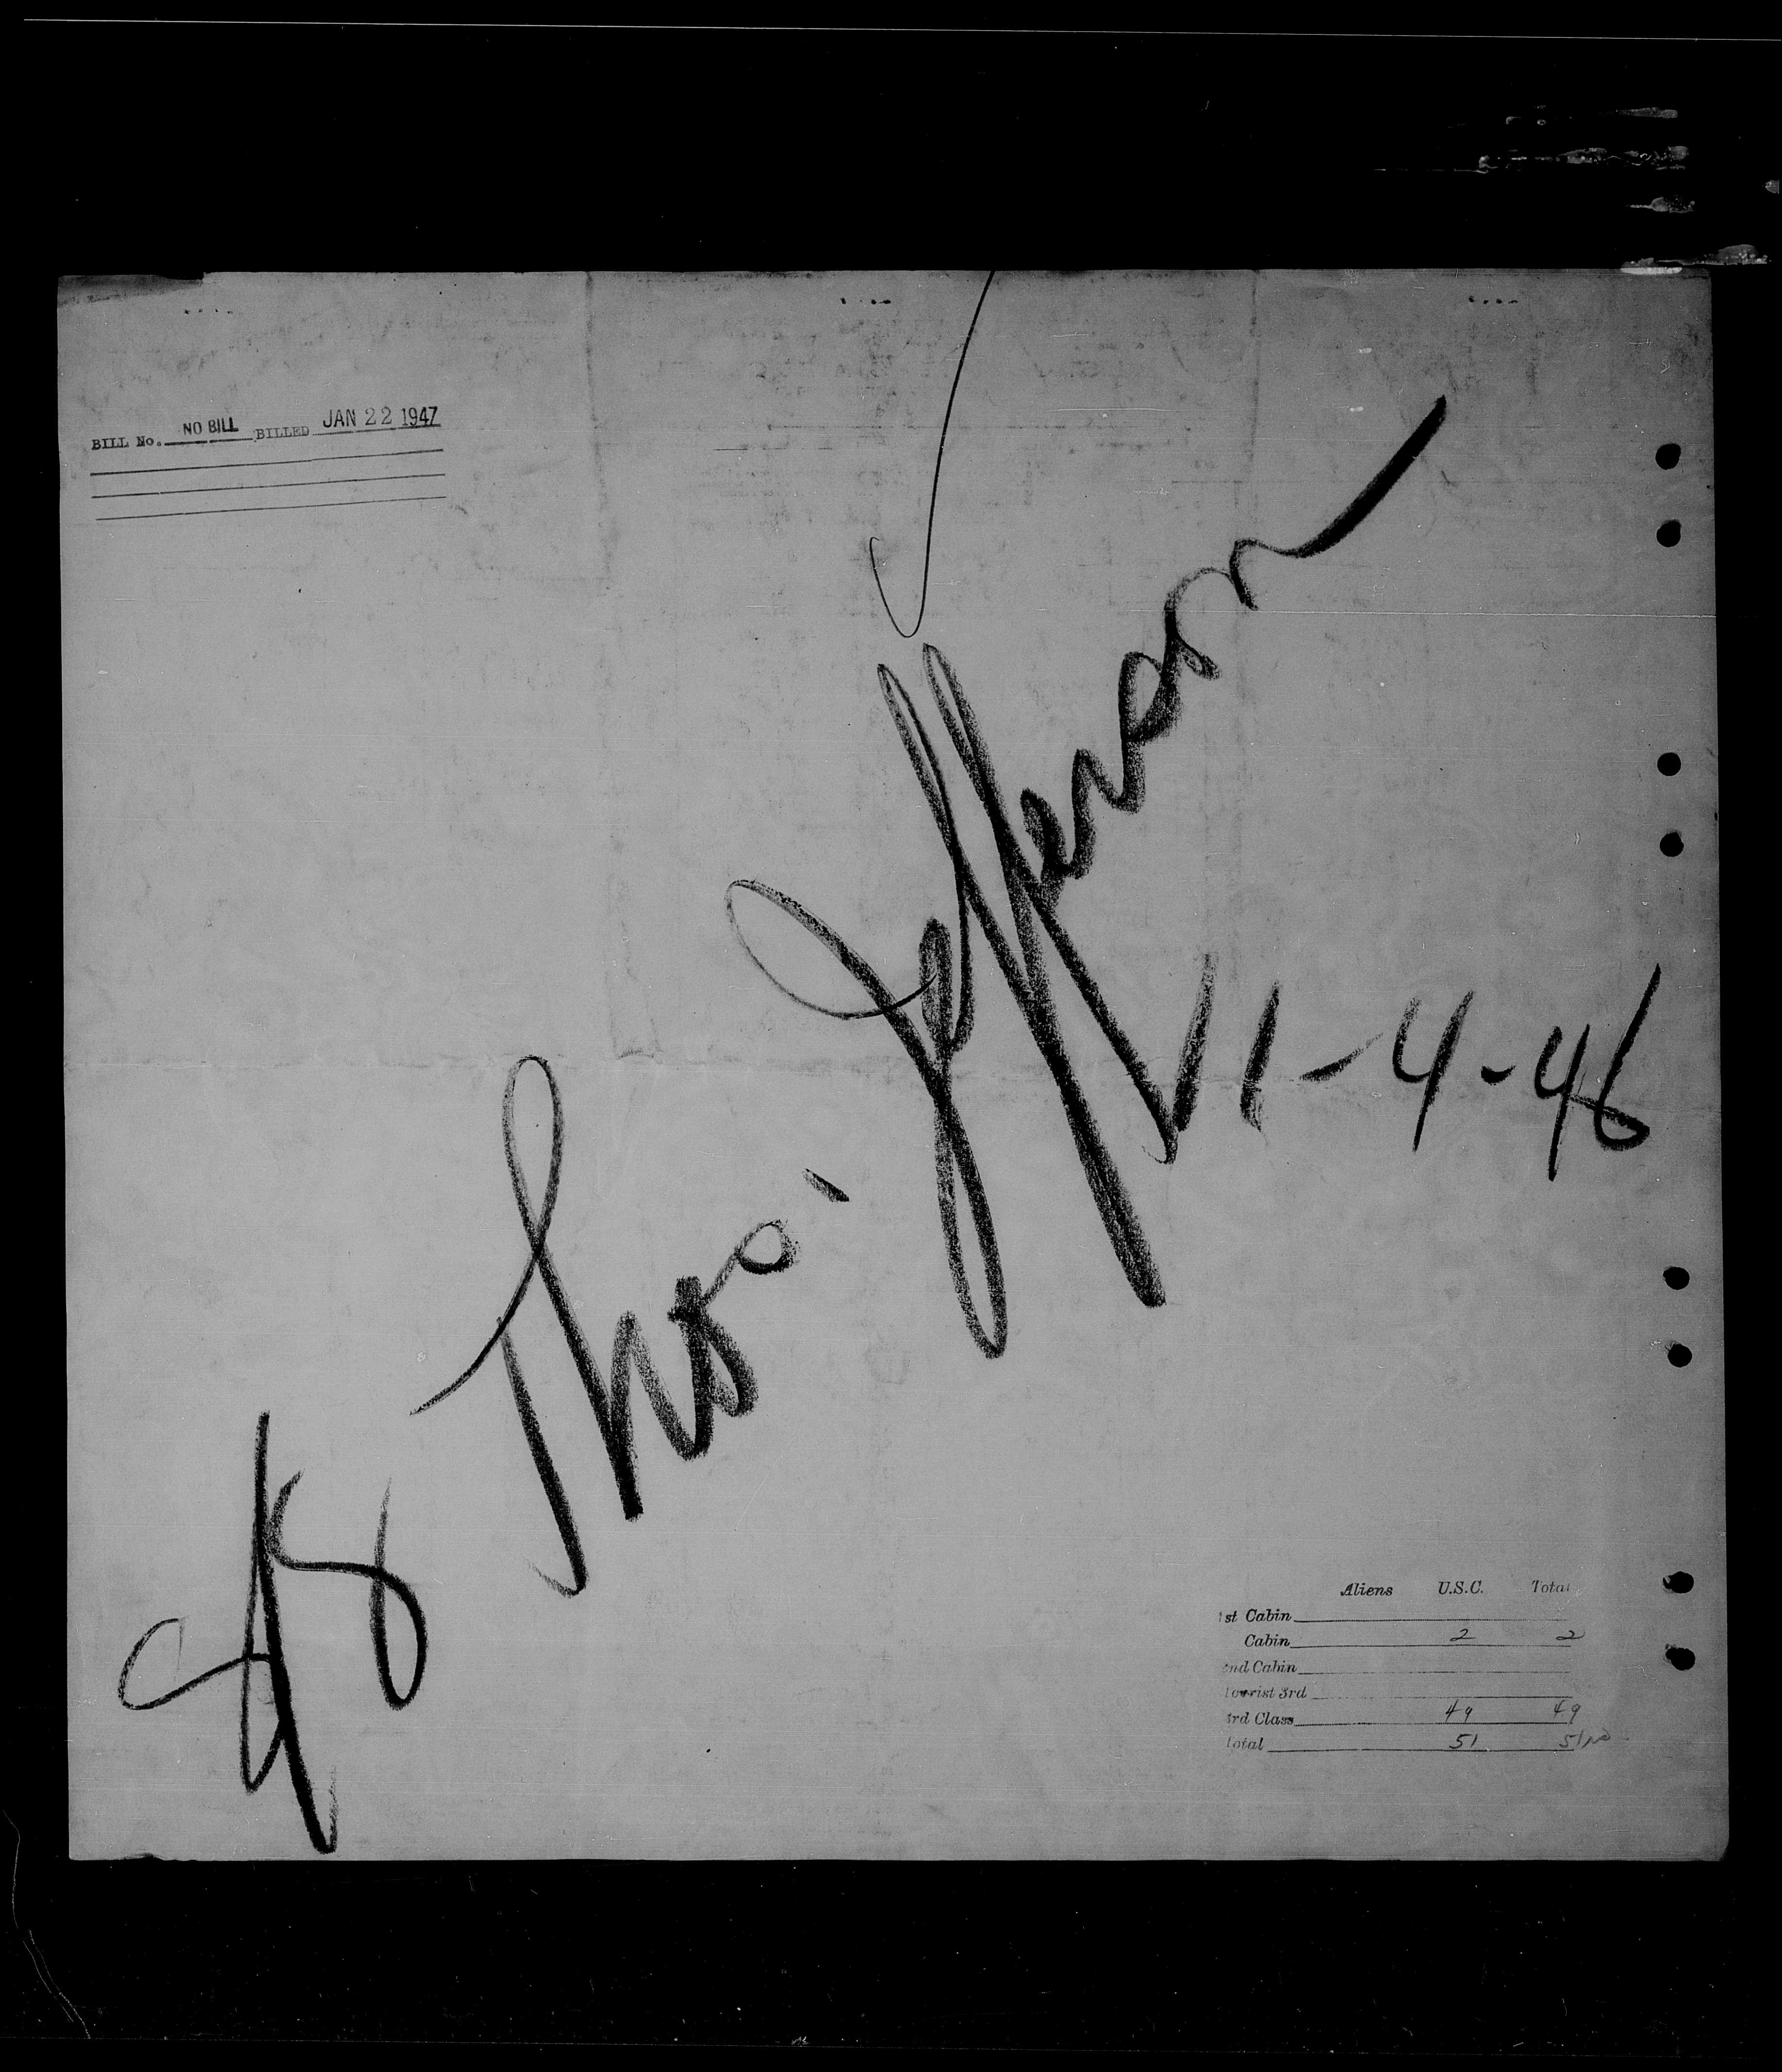 BILL No. NO BILL BILLED JAN 22 1947
SS Thos. Jefferson
11-4-46
Aliens U.S.C. Total
1st Cabin
Cabin 2 2
2nd Cabin
Tourist 3rd
3rd Class 49 49
Total 51 51